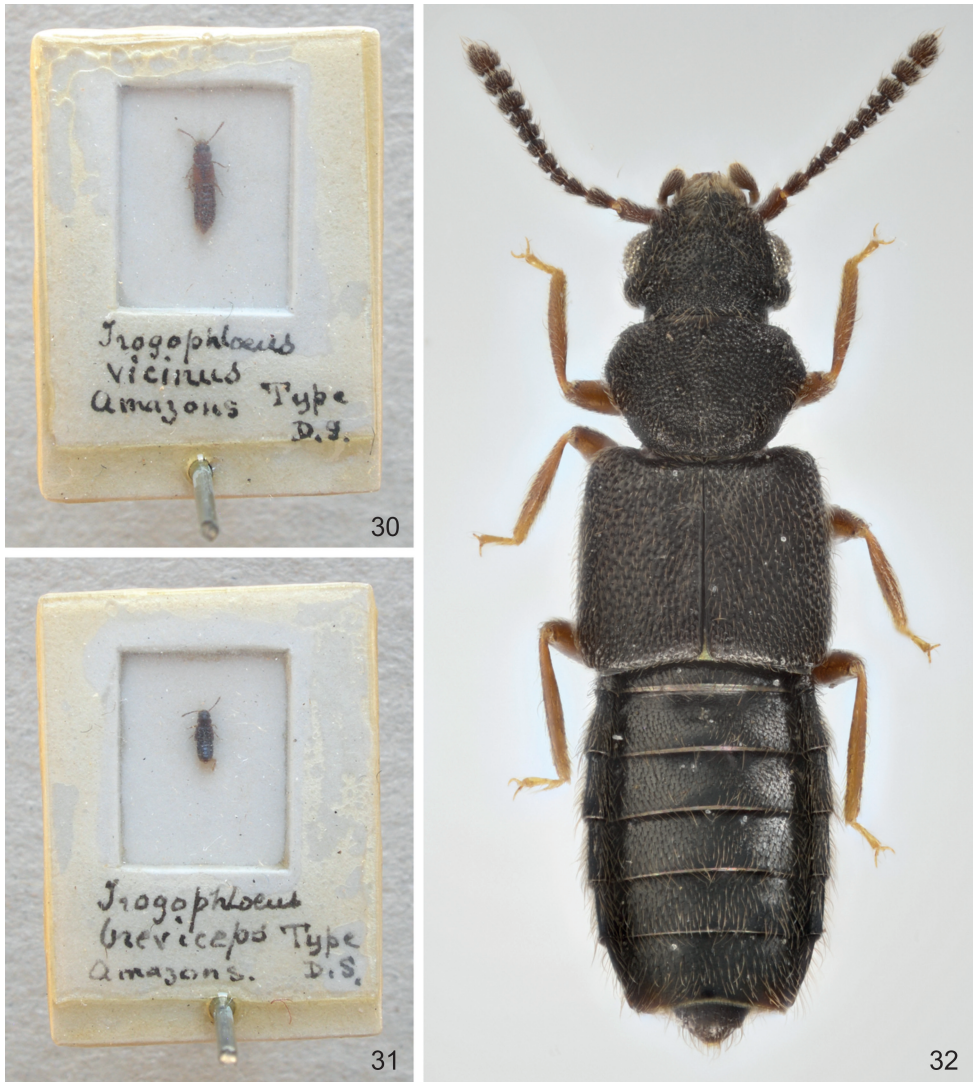 Trogophloeus
vicinus
Amazons Type
D.S.
30
Trogophloeus
breviceps Type
Amazons. D.S.
31
32